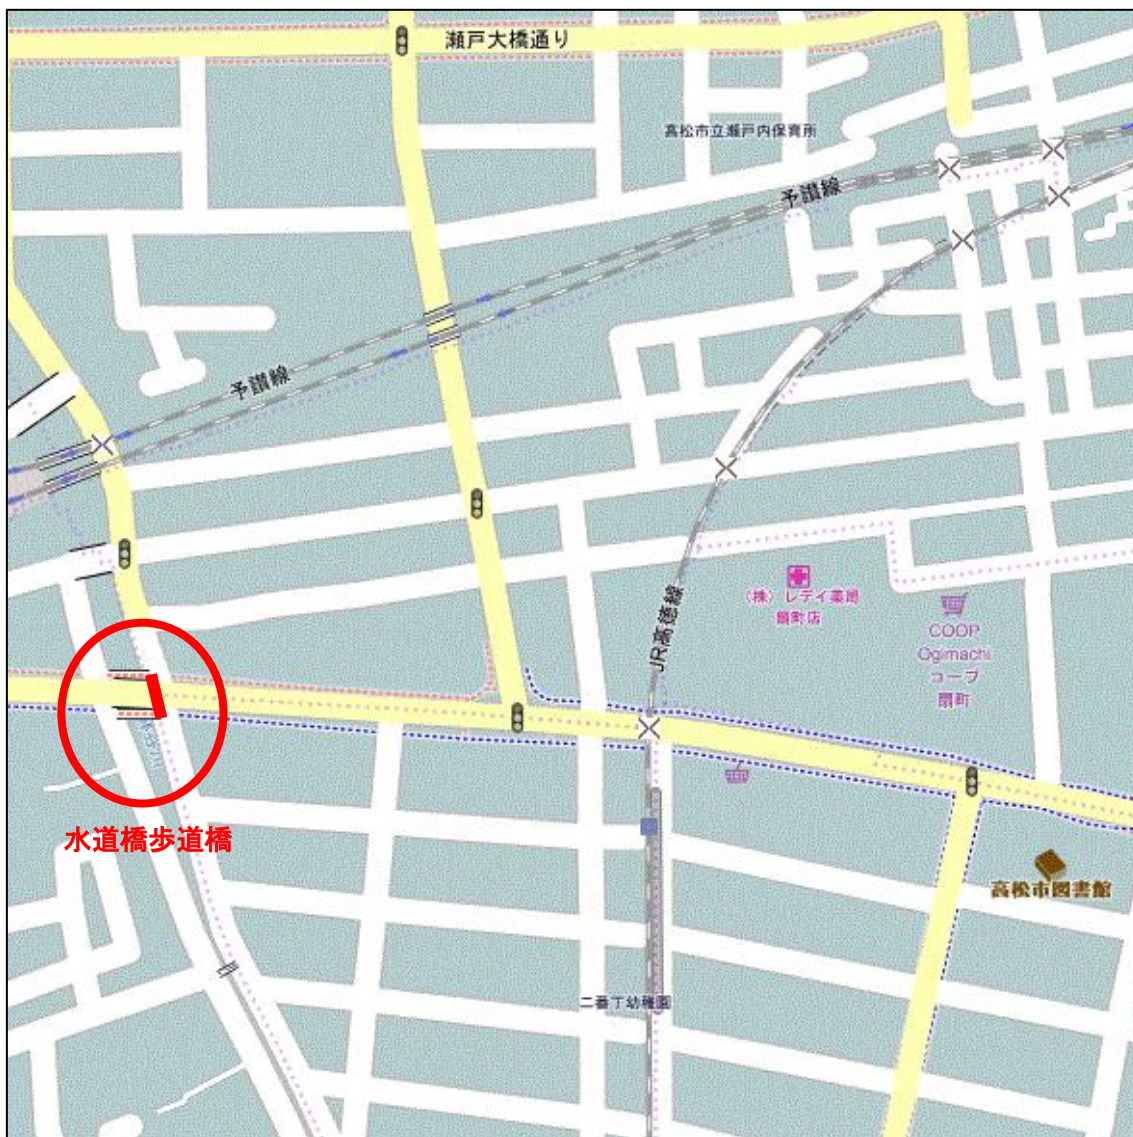 瀬戸大橋通り
高松市立瀬戸内保育所
予讃線
予讃線
JR高徳線
(株)レデイ薬局
扇町店
COOP
Ogimachi
コープ
扇町
水道橋歩道橋
高松市図書館
二番丁幼稚園